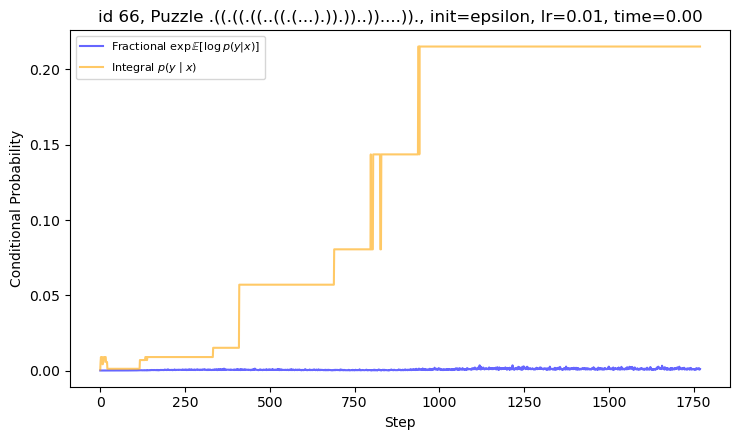 id 66, Puzzle .((.((.((..((.(...).)).))..))....))., init=epsilon, lr=0.01, time=0.00
Fractional exp𝔼[log p(y|x)]
Integral p(y | x)
Conditional Probability
0.20
0.15
0.10
0.05
0.00
0
250
500
750
1000
1250
1500
1750
Step